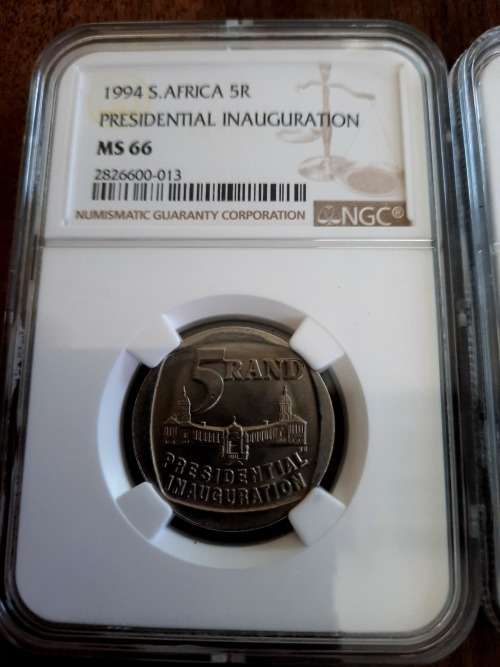 1994 S.AFRICA 5R
PRESIDENTIAL INAUGURATION
MS 66
2826600-013
NUMISMATIC GUARANTY CORPORATION
NGC®
5 RAND
PRESIDENTIAL
INAUGURATION